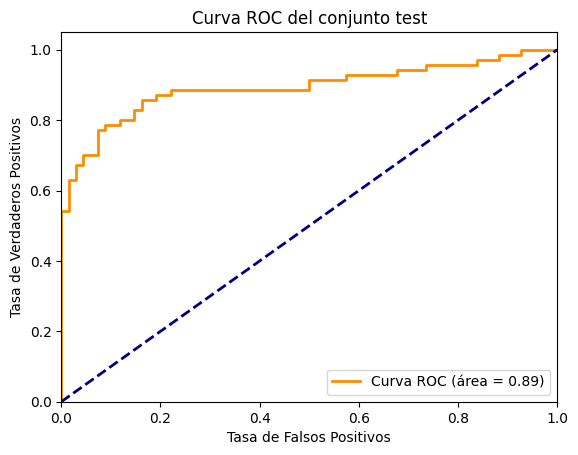 Curva ROC del conjunto test
Tasa de Verdaderos Positivos
1.0
0.8
0.6
0.4
0.2
0.0
Curva ROC (área = 0.89)
0.0 0.2 0.4 0.6 0.8 1.0
Tasa de Falsos Positivos